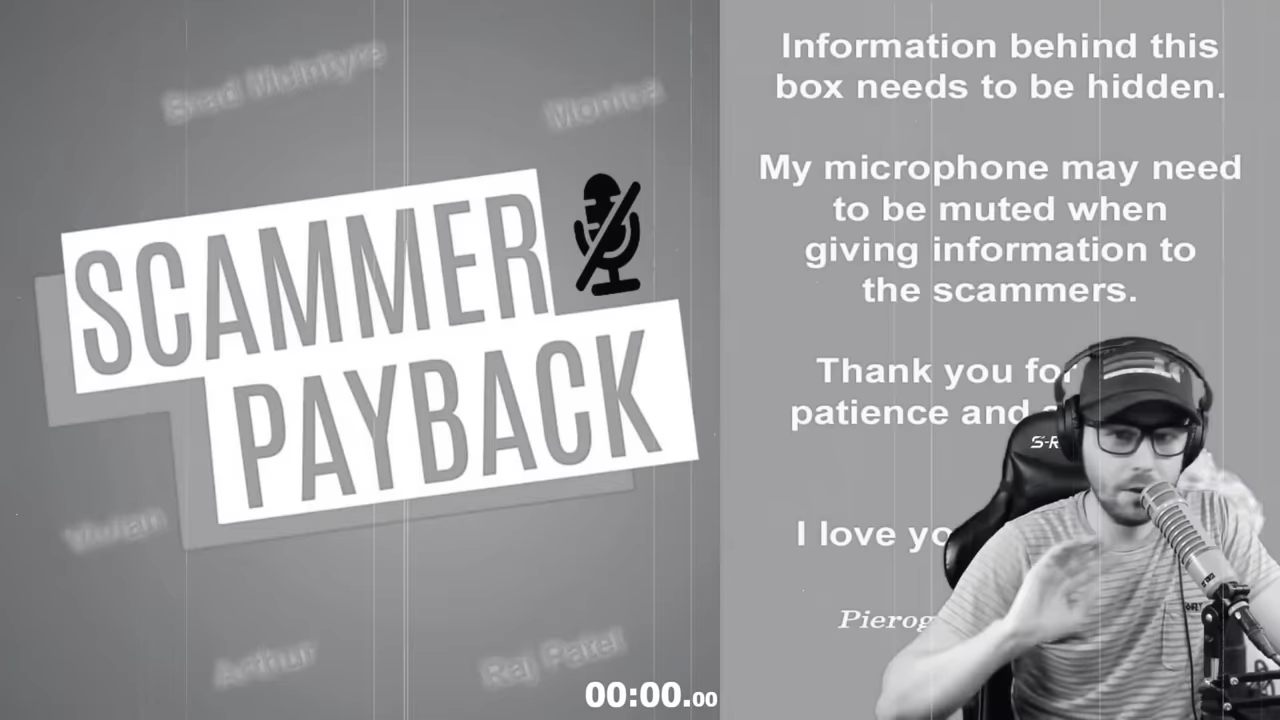 Brad McIntyre
Monica
SCAMMER
PAYBACK
Vivian
Arthur
Raj Patel
00:00.00
Information behind this
box needs to be hidden.
My microphone may need
to be muted when
giving information to
the scammers.
Thank you for
patience and
S-R
I love yo
Pierog